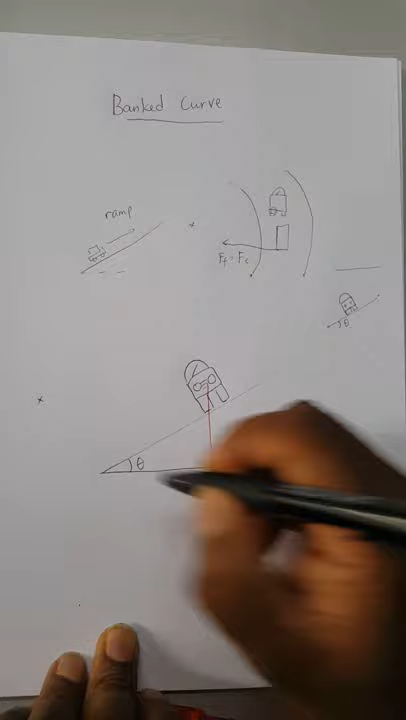 Banked Curve
ramp
x
Ff = Fc
θ
x
θ